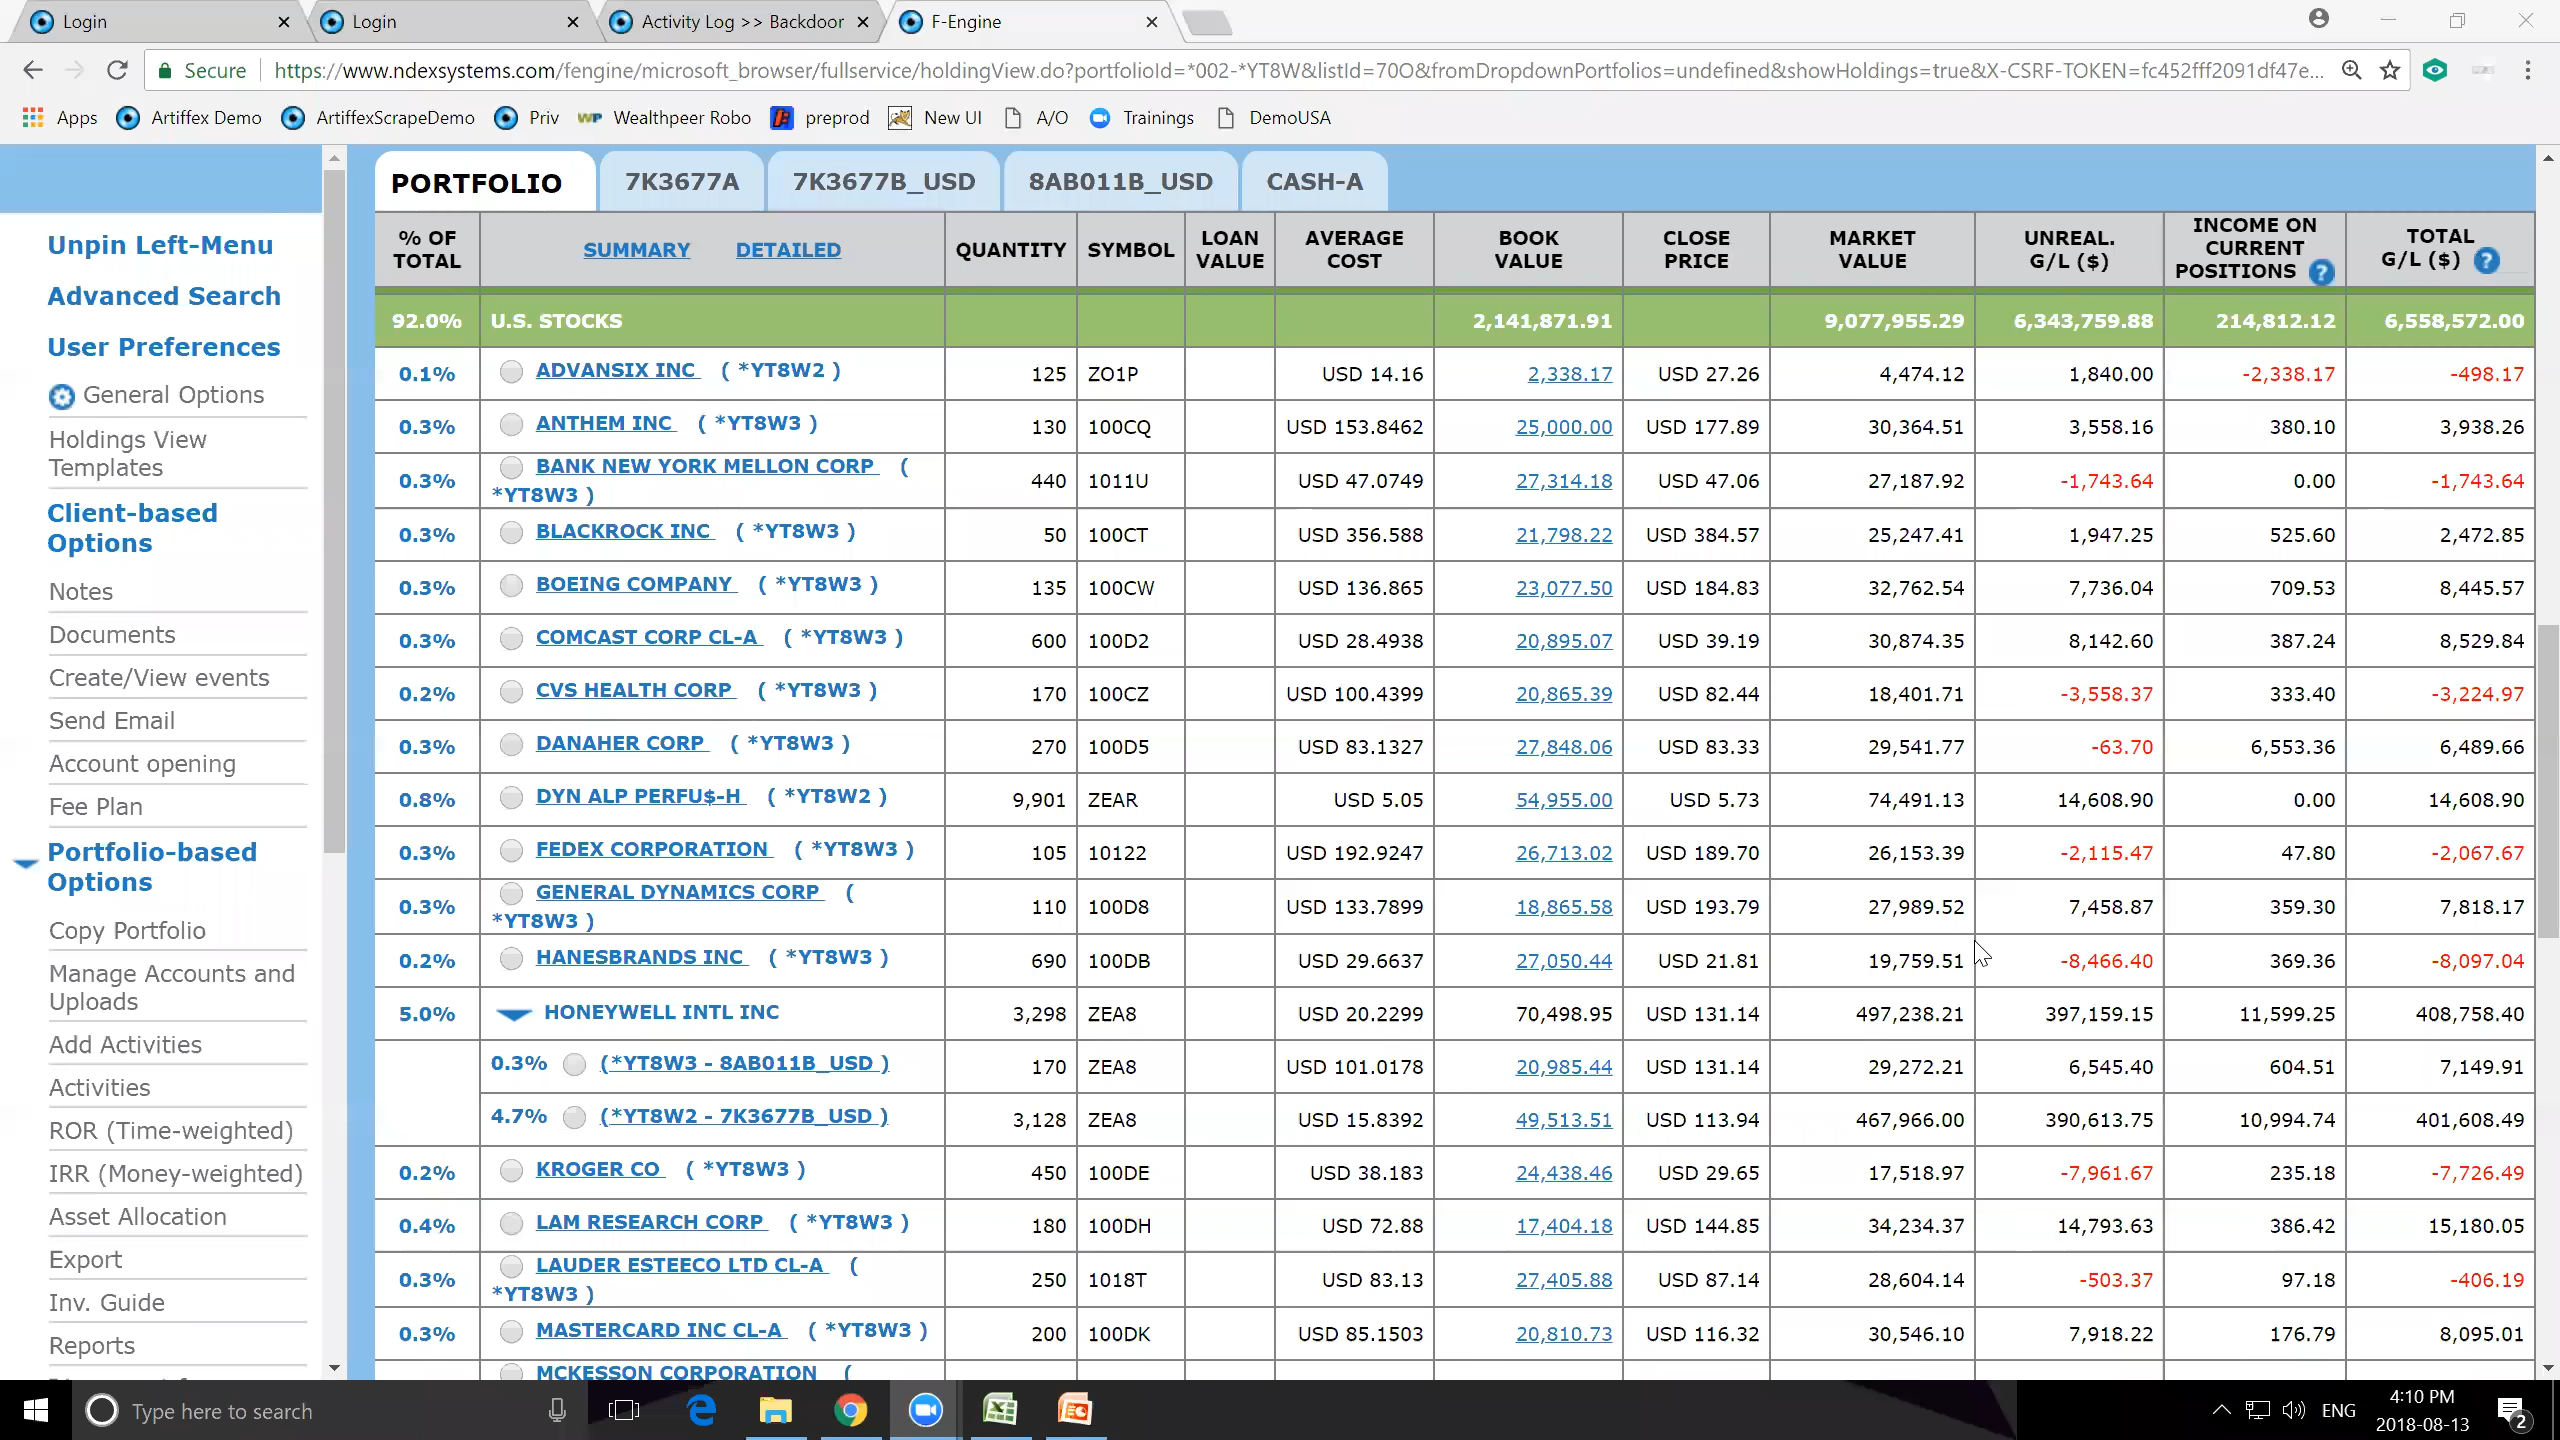 Login
Login
Activity Log >> Backdoor
F-Engine
Secure
https://www.ndexsystems.com/fengine/microsoft_browser/fullservice/holdingView.do?portfolioId=*002-*YT8W&listId=70O&fromDropdownPortfolios=undefined&showHoldings=true&X-CSRF-TOKEN=fc452fff2091df47e...
Apps Artiffex Demo ArtiffexScrapeDemo Priv Wealthpeer Robo preprod New UI A/O Trainings DemoUSA
Unpin Left-Menu
Advanced Search
User Preferences
General Options
Holdings View
Templates
Client-based
Options
Notes
Documents
Create/View events
Send Email
Account opening
Fee Plan
Portfolio-based
Options
Copy Portfolio
Manage Accounts and
Uploads
Add Activities
Activities
ROR (Time-weighted)
IRR (Money-weighted)
Asset Allocation
Export
Inv. Guide
Reports
PORTFOLIO 7K3677A 7K3677B_USD 8AB011B_USD CASH-A
% OF TOTAL SUMMARY DETAILED QUANTITY SYMBOL LOAN VALUE AVERAGE COST BOOK VALUE CLOSE PRICE MARKET VALUE UNREAL. G/L ($) INCOME ON CURRENT POSITIONS ? TOTAL G/L ($) ?
92.0% U.S. STOCKS 2,141,871.91 9,077,955.29 6,343,759.88 214,812.12 6,558,572.00
0.1% ADVANSIX INC ( *YT8W2 ) 125 ZO1P USD 14.16 2,338.17 USD 27.26 4,474.12 1,840.00 -2,338.17 -498.17
0.3% ANTHEM INC ( *YT8W3 ) 130 100CQ USD 153.8462 25,000.00 USD 177.89 30,364.51 3,558.16 380.10 3,938.26
0.3% BANK NEW YORK MELLON CORP ( *YT8W3 ) 440 1011U USD 47.0749 27,314.18 USD 47.06 27,187.92 -1,743.64 0.00 -1,743.64
0.3% BLACKROCK INC ( *YT8W3 ) 50 100CT USD 356.588 21,798.22 USD 384.57 25,247.41 1,947.25 525.60 2,472.85
0.3% BOEING COMPANY ( *YT8W3 ) 135 100CW USD 136.865 23,077.50 USD 184.83 32,762.54 7,736.04 709.53 8,445.57
0.3% COMCAST CORP CL-A ( *YT8W3 ) 600 100D2 USD 28.4938 20,895.07 USD 39.19 30,874.35 8,142.60 387.24 8,529.84
0.2% CVS HEALTH CORP ( *YT8W3 ) 170 100CZ USD 100.4399 20,865.39 USD 82.44 18,401.71 -3,558.37 333.40 -3,224.97
0.3% DANAHER CORP ( *YT8W3 ) 270 100D5 USD 83.1327 27,848.06 USD 83.33 29,541.77 -63.70 6,553.36 6,489.66
0.8% DYN ALP PERFU$-H ( *YT8W2 ) 9,901 ZEAR USD 5.05 54,955.00 USD 5.73 74,491.13 14,608.90 0.00 14,608.90
0.3% FEDEX CORPORATION ( *YT8W3 ) 105 10122 USD 192.9247 26,713.02 USD 189.70 26,153.39 -2,115.47 47.80 -2,067.67
0.3% GENERAL DYNAMICS CORP ( *YT8W3 ) 110 100D8 USD 133.7899 18,865.58 USD 193.79 27,989.52 7,458.87 359.30 7,818.17
0.2% HANESBRANDS INC ( *YT8W3 ) 690 100DB USD 29.6637 27,050.44 USD 21.81 19,759.51 -8,466.40 369.36 -8,097.04
5.0% HONEYWELL INTL INC 3,298 ZEA8 USD 20.2299 70,498.95 USD 131.14 497,238.21 397,159.15 11,599.25 408,758.40
0.3% (*YT8W3 - 8AB011B_USD ) 170 ZEA8 USD 101.0178 20,985.44 USD 131.14 29,272.21 6,545.40 604.51 7,149.91
4.7% (*YT8W2 - 7K3677B_USD ) 3,128 ZEA8 USD 15.8392 49,513.51 USD 113.94 467,966.00 390,613.75 10,994.74 401,608.49
0.2% KROGER CO ( *YT8W3 ) 450 100DE USD 38.183 24,438.46 USD 29.65 17,518.97 -7,961.67 235.18 -7,726.49
0.4% LAM RESEARCH CORP ( *YT8W3 ) 180 100DH USD 72.88 17,404.18 USD 144.85 34,234.37 14,793.63 386.42 15,180.05
0.3% LAUDER ESTEECO LTD CL-A ( *YT8W3 ) 250 1018T USD 83.13 27,405.88 USD 87.14 28,604.14 -503.37 97.18 -406.19
0.3% MASTERCARD INC CL-A ( *YT8W3 ) 200 100DK USD 85.1503 20,810.73 USD 116.32 30,546.10 7,918.22 176.79 8,095.01
MCKESSON CORPORATION (
Type here to search
ENG
4:10 PM
2018-08-13
2